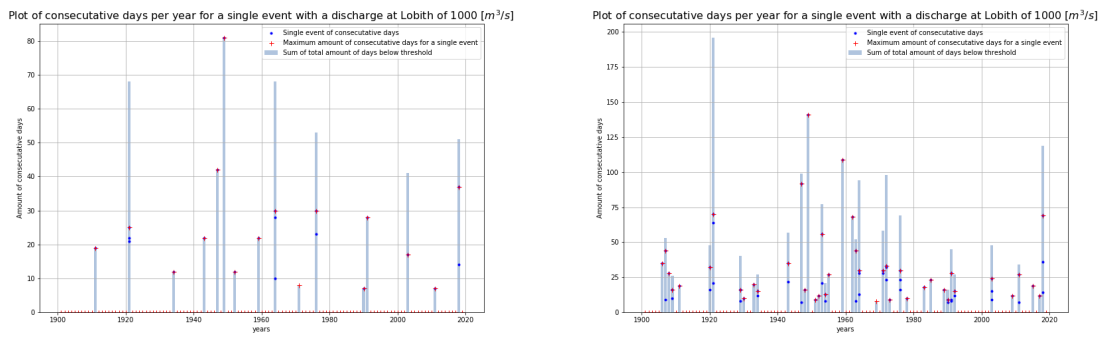 Plot of consecutive days per year for a single event with a discharge at Lobith of 1000 [m³/s]
Single event of consecutive days
Maximum amount of consecutive days for a single event
Sum of total amount of days below threshold
Amount of consecutive days
80
70
60
50
40
30
20
10
0
1900
1920
1940
1960
1980
2000
2020
years
Plot of consecutive days per year for a single event with a discharge at Lobith of 1000 [m³/s]
Single event of consecutive days
Maximum amount of consecutive days for a single event
Sum of total amount of days below threshold
Amount of consecutive days
200
175
150
125
100
75
50
25
0
1900
1920
1940
1960
1980
2000
2020
years